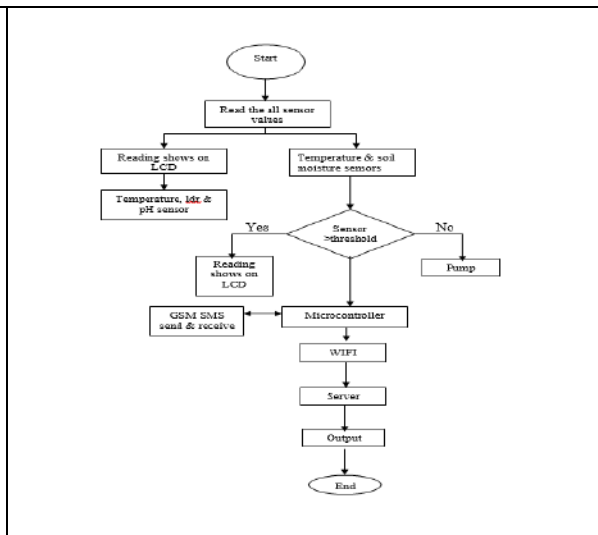 Start
Read the all sensor
values
Reading shows on
LCD
Temperature & soil
moisture sensors
Temperature, ldr &
pH sensor
Yes
Sensor
>threshold
No
Reading
shows on
LCD
Pump
GSM SMS
send & receive
Microcontroller
WIFI
Server
Output
End